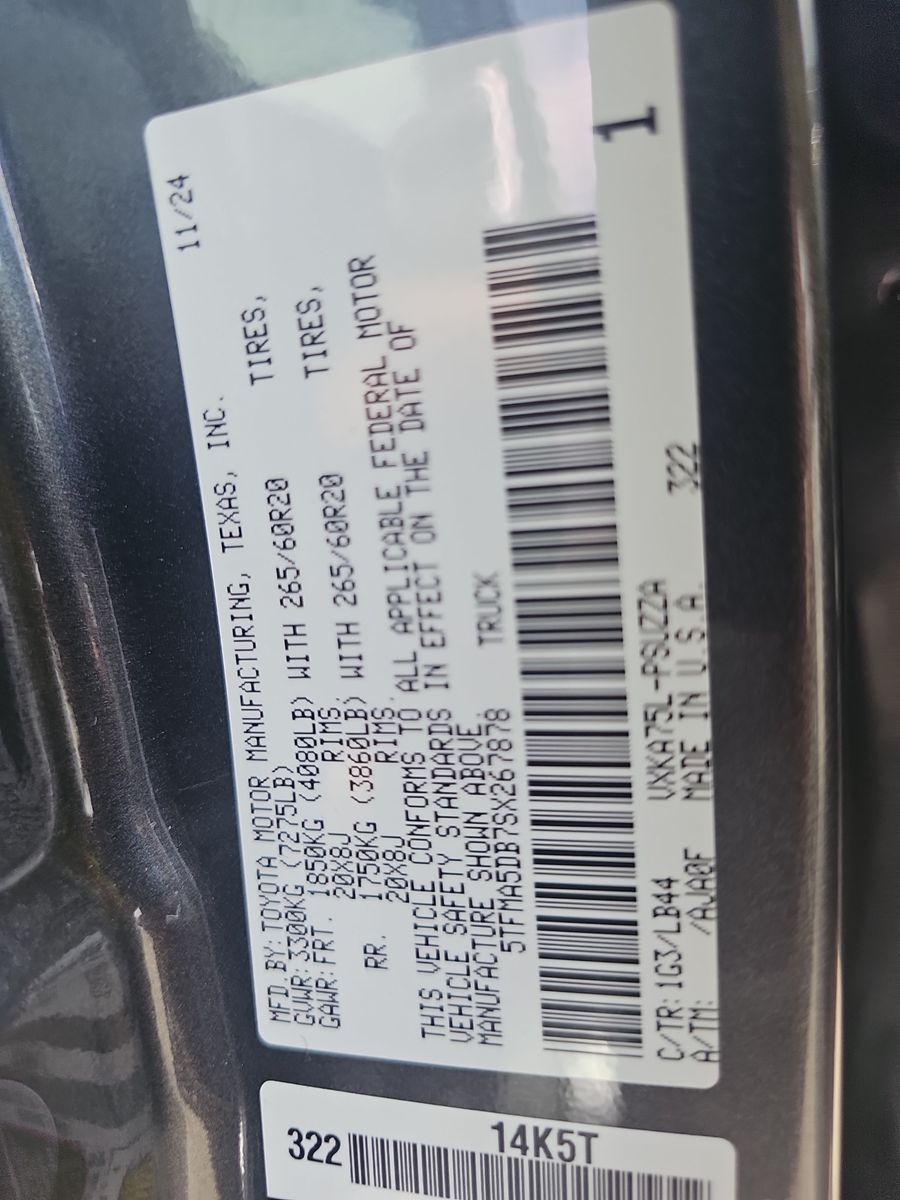 11/24
MFD BY:TOYOTA MOTOR MANUFACTURING, TEXAS, INC.
GVWR:3300KG (7275LB)
GAWR:FRT. 1850KG (4080LB) WITH 265/60R20 TIRES,
20X8J RIMS
RR. 1750KG (3860LB) WITH 265/60R20 TIRES,
20X8J RIMS.
THIS VEHICLE CONFORMS TO ALL APPLICABLE FEDERAL MOTOR
VEHICLE SAFETY STANDARDS IN EFFECT ON THE DATE OF
MANUFACTURE SHOWN ABOVE.
5TFMA5DB7SX267878 TRUCK
1
C/TR:1G3/LB44 VXKA75L-PSUZZA 322
A/TM: /AJA0F MADE IN U.S.A.
322
14K5T